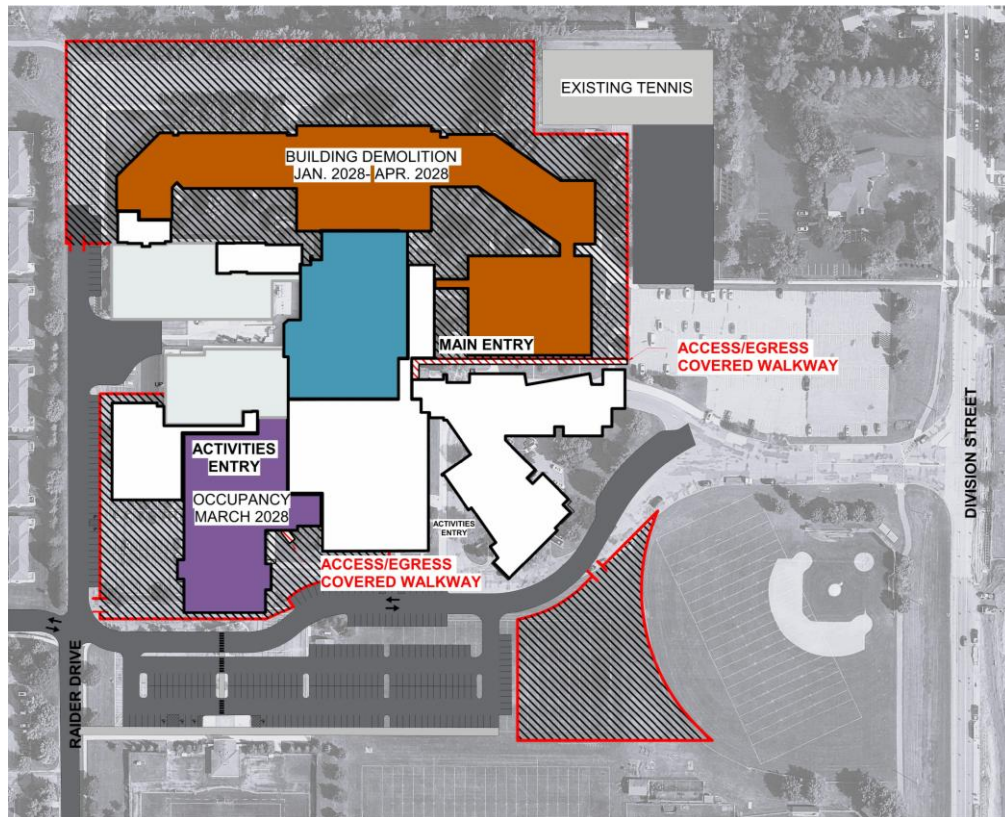 EXISTING TENNIS
BUILDING DEMOLITION
JAN. 2028- APR. 2028
MAIN ENTRY
ACCESS/EGRESS
COVERED WALKWAY
UP
ACTIVITIES
ENTRY
OCCUPANCY
MARCH 2028
ACTIVITIES
ENTRY
ACCESS/EGRESS
COVERED WALKWAY
DIVISION STREET
RAIDER DRIVE